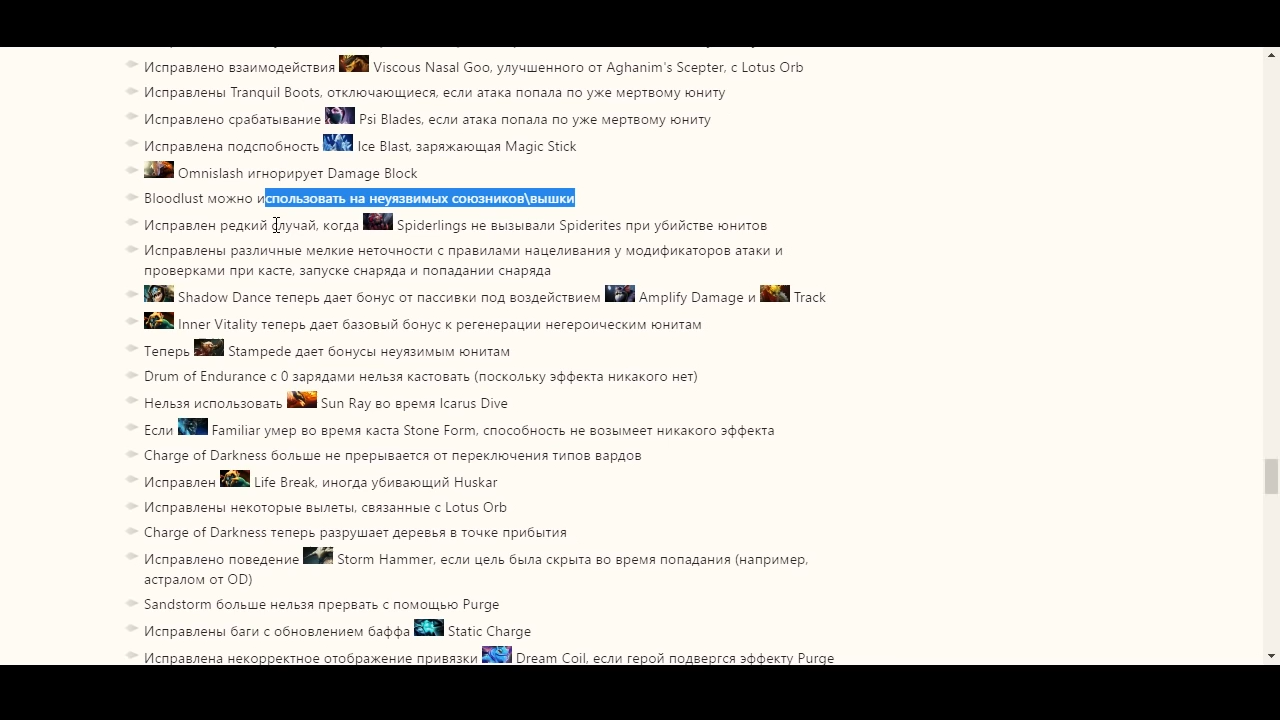 Исправлено взаимодействия Viscous Nasal Goo, улучшенного от Aghanim's Scepter, с Lotus Orb
Исправлены Tranquil Boots, отключающиеся, если атака попала по уже мертвому юниту
Исправлено срабатывание Psi Blades, если атака попала по уже мертвому юниту
Исправлена подспобность Ice Blast, заряжающая Magic Stick
Omnislash игнорирует Damage Block
Bloodlust можно использовать на неуязвимых союзников\вышки
Исправлен редкий случай, когда Spiderlings не вызывали Spiderites при убийстве юнитов
Исправлены различные мелкие неточности с правилами нацеливания у модификаторов атаки и
проверками при касте, запуске снаряда и попадании снаряда
Shadow Dance теперь дает бонус от пассивки под воздействием Amplify Damage и Track
Inner Vitality теперь дает базовый бонус к регенерации негероическим юнитам
Теперь Stampede дает бонусы неуязимым юнитам
Drum of Endurance с 0 зарядами нельзя кастовать (поскольку эффекта никакого нет)
Нельзя использовать Sun Ray во время Icarus Dive
Если Familiar умер во время каста Stone Form, способность не возымеет никакого эффекта
Charge of Darkness больше не прерывается от переключения типов вардов
Исправлен Life Break, иногда убивающий Huskar
Исправлены некоторые вылеты, связанные с Lotus Orb
Charge of Darkness теперь разрушает деревья в точке прибытия
Исправлено поведение Storm Hammer, если цель была скрыта во время попадания (например,
астралом от OD)
Sandstorm больше нельзя прервать с помощью Purge
Исправлены баги с обновлением баффа Static Charge
Исправлена некорректное отображение привязки Dream Coil, если герой подвергся эффекту Purge